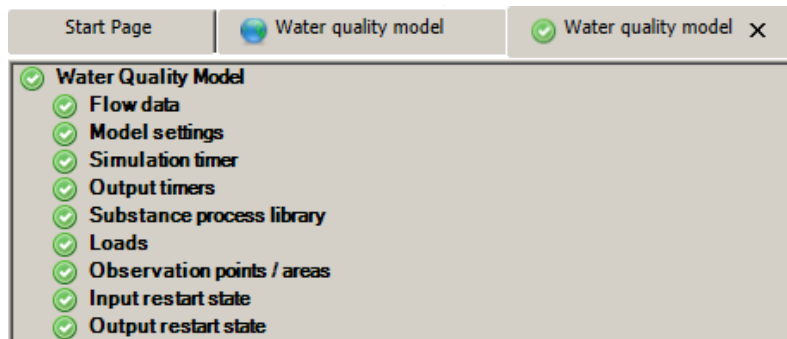 Start Page Water quality model Water quality model X
Water Quality Model
Flow data
Model settings
Simulation timer
Output timers
Substance process library
Loads
Observation points / areas
Input restart state
Output restart state